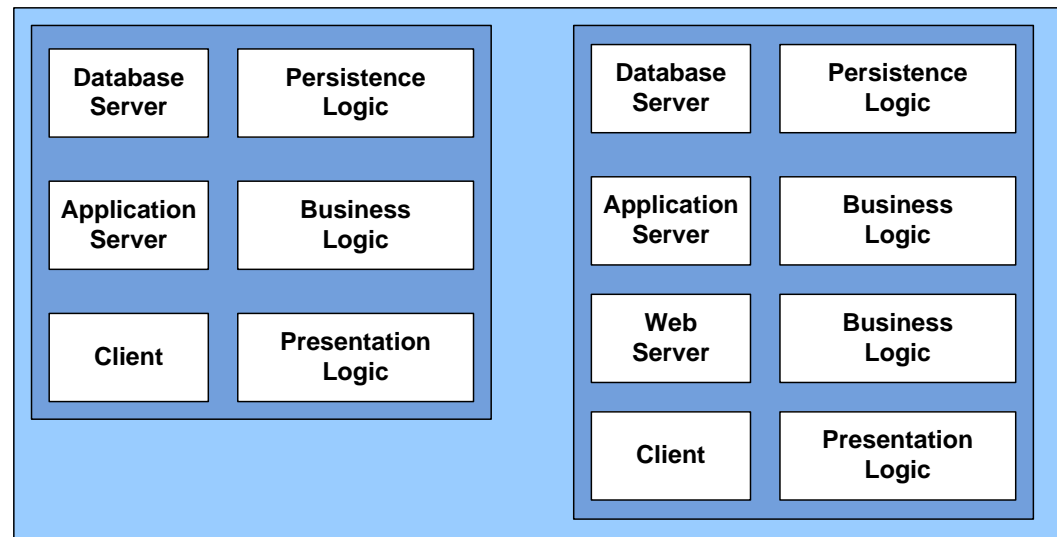 Database
Server
Persistence
Logic
Application
Server
Business
Logic
Client
Presentation
Logic
Database
Server
Persistence
Logic
Application
Server
Business
Logic
Web
Server
Business
Logic
Client
Presentation
Logic